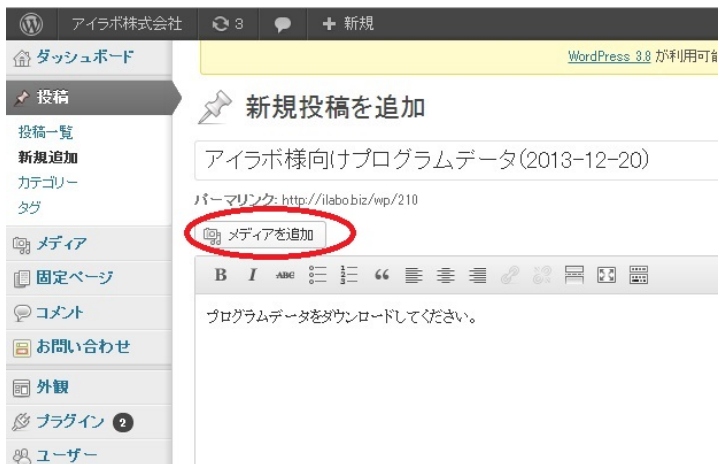 アイラボ株式会社 3 新規
ダッシュボード
WordPress 3.8 が利用可能
投稿
新規投稿を追加
投稿一覧
新規追加
アイラボ様向けプログラムデータ(2013-12-20)
カテゴリー
パーマリンク: http://ilabo.biz/wp/210
タグ
メディアを追加
メディア
B I ABC
固定ページ
コメント
プログラムデータをダウンロードしてください。
お問い合わせ
外観
プラグイン 2
ユーザー